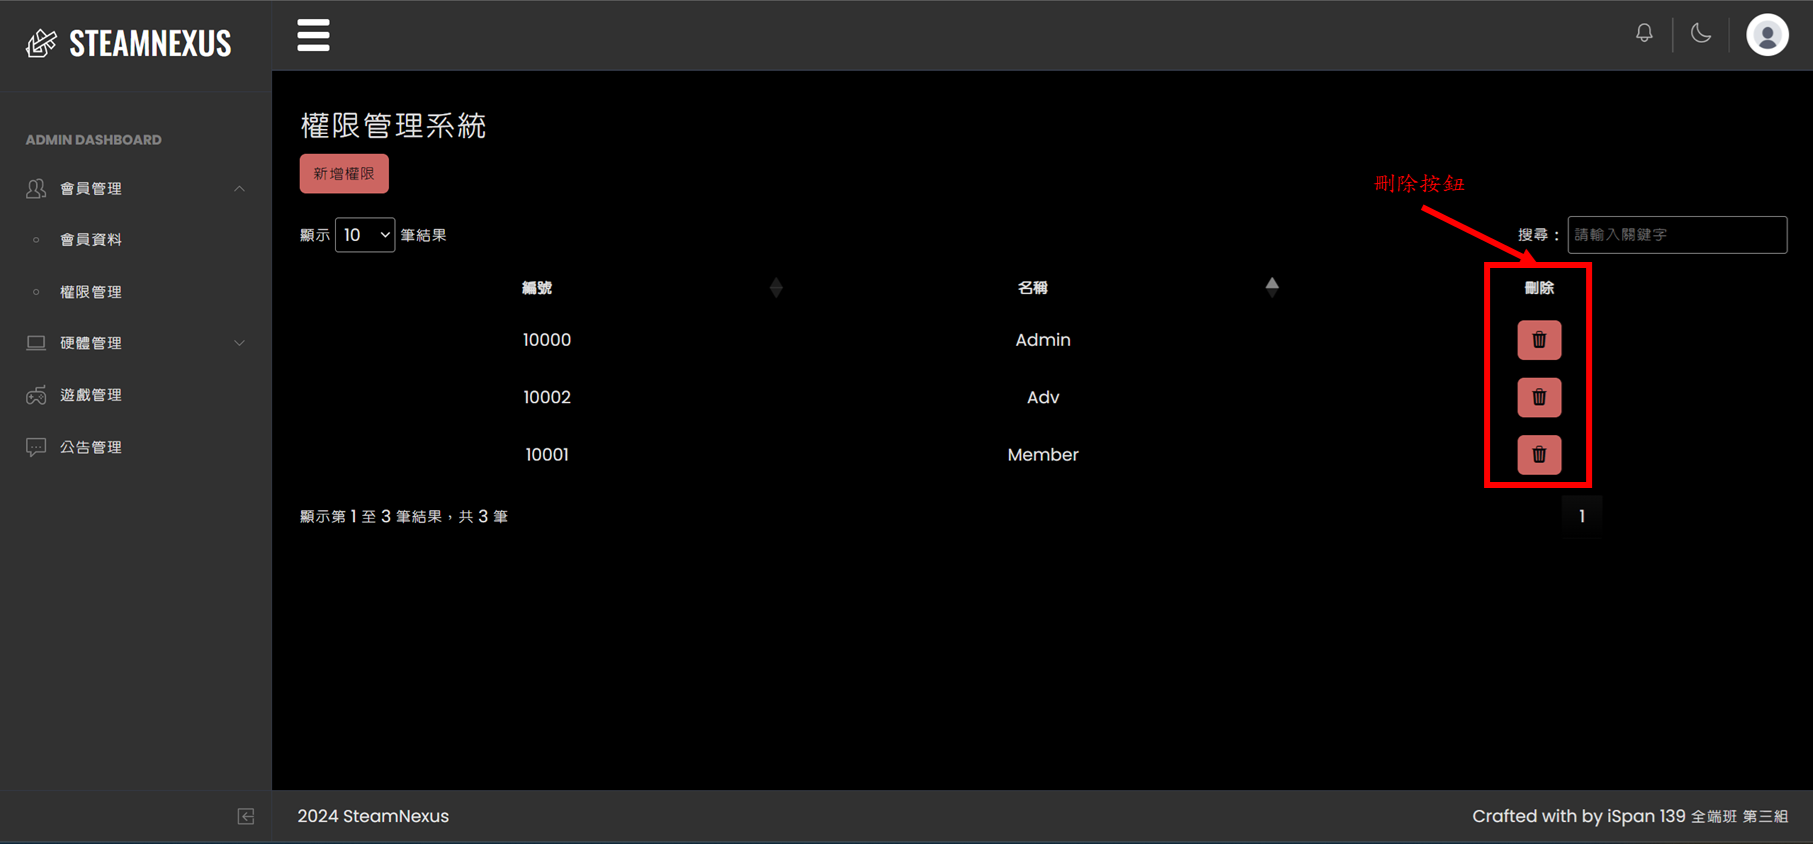 STEAMNEXUS
ADMIN DASHBOARD
會員管理
會員資料
權限管理
硬體管理
遊戲管理
公告管理
權限管理系統
新增權限
刪除按鈕
顯示 10 筆結果
搜尋： 請輸入關鍵字
編號 名稱 刪除
10000 Admin
10002 Adv
10001 Member
顯示第 1 至 3 筆結果，共 3 筆
1
2024 SteamNexus
Crafted with by iSpan 139 全端班 第三組